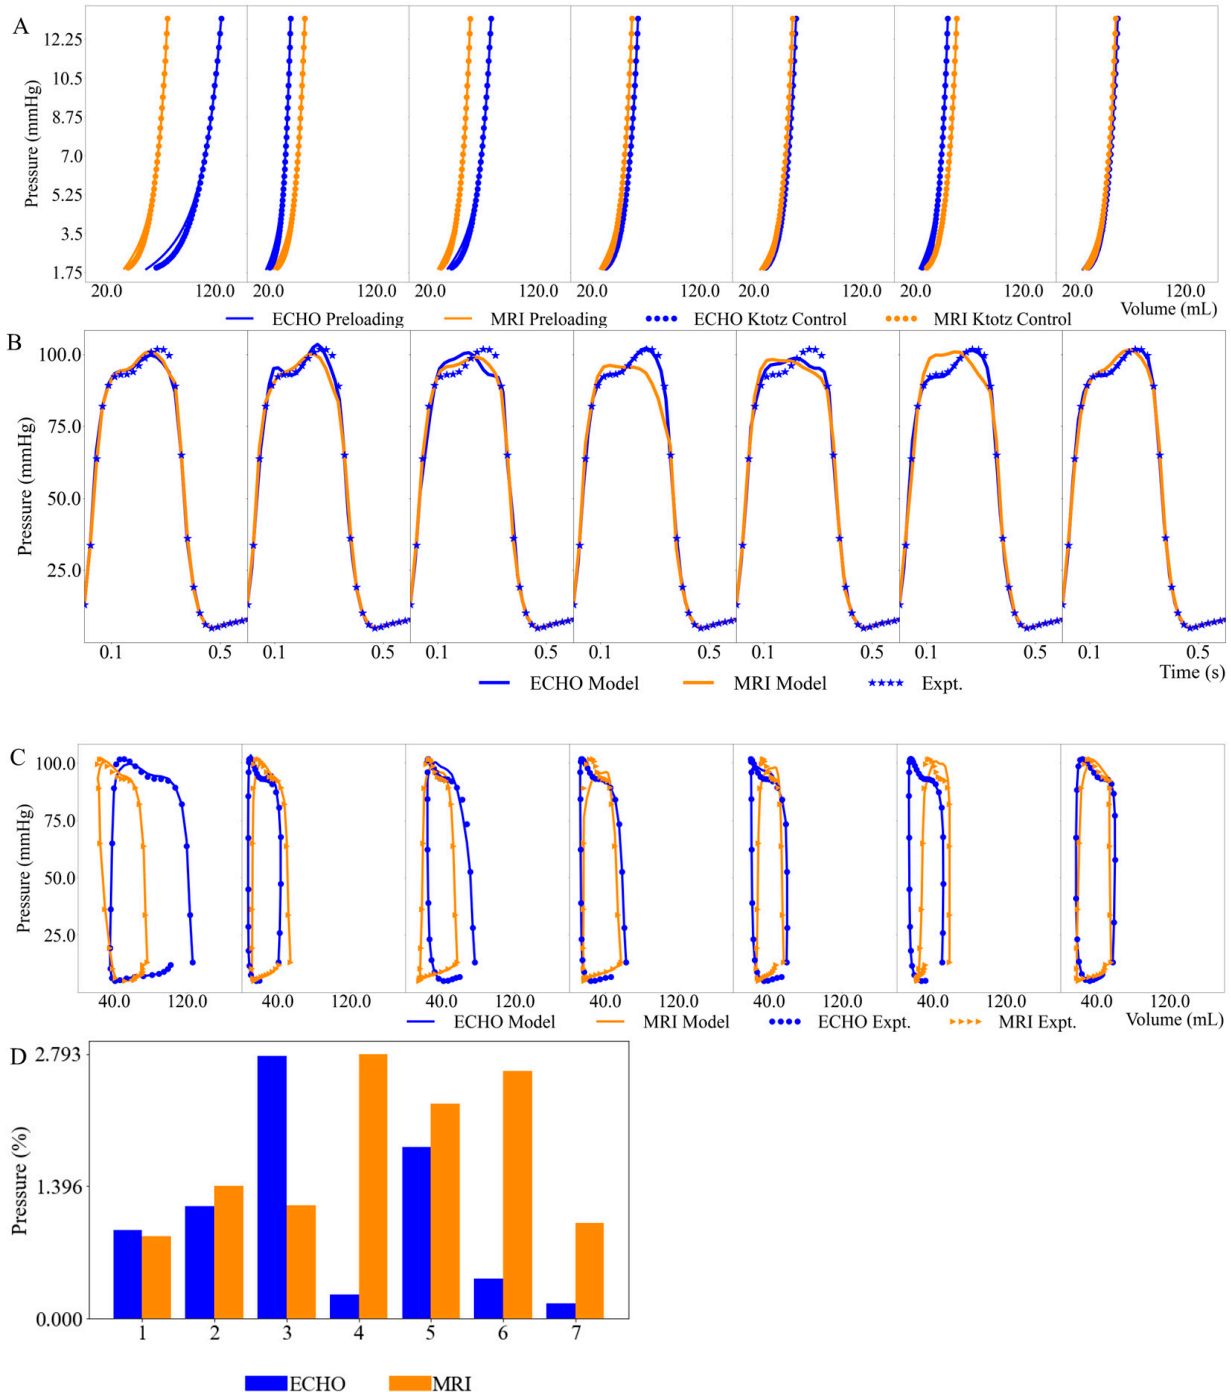 A
Pressure (mmHg)
12.25
10.5
8.75
7.0
5.25
3.5
1.75
20.0 120.0 20.0 120.0 20.0 120.0 20.0 120.0 20.0 120.0 20.0 120.0 20.0 120.0
Volume (mL)
ECHO Preloading MRI Preloading ECHO Ktotz Control MRI Ktotz Control
B
Pressure (mmHg)
100.0
75.0
50.0
25.0
0.1 0.5 0.1 0.5 0.1 0.5 0.1 0.5 0.1 0.5 0.1 0.5 0.1 0.5
Time (s)
ECHO Model MRI Model Expt.
C
Pressure (mmHg)
100.0
75.0
50.0
25.0
40.0 120.0 40.0 120.0 40.0 120.0 40.0 120.0 40.0 120.0 40.0 120.0 40.0 120.0
Volume (mL)
ECHO Model MRI Model ECHO Expt. MRI Expt.
D
Pressure (%)
2.793
1.396
0.000
1 2 3 4 5 6 7
ECHO MRI